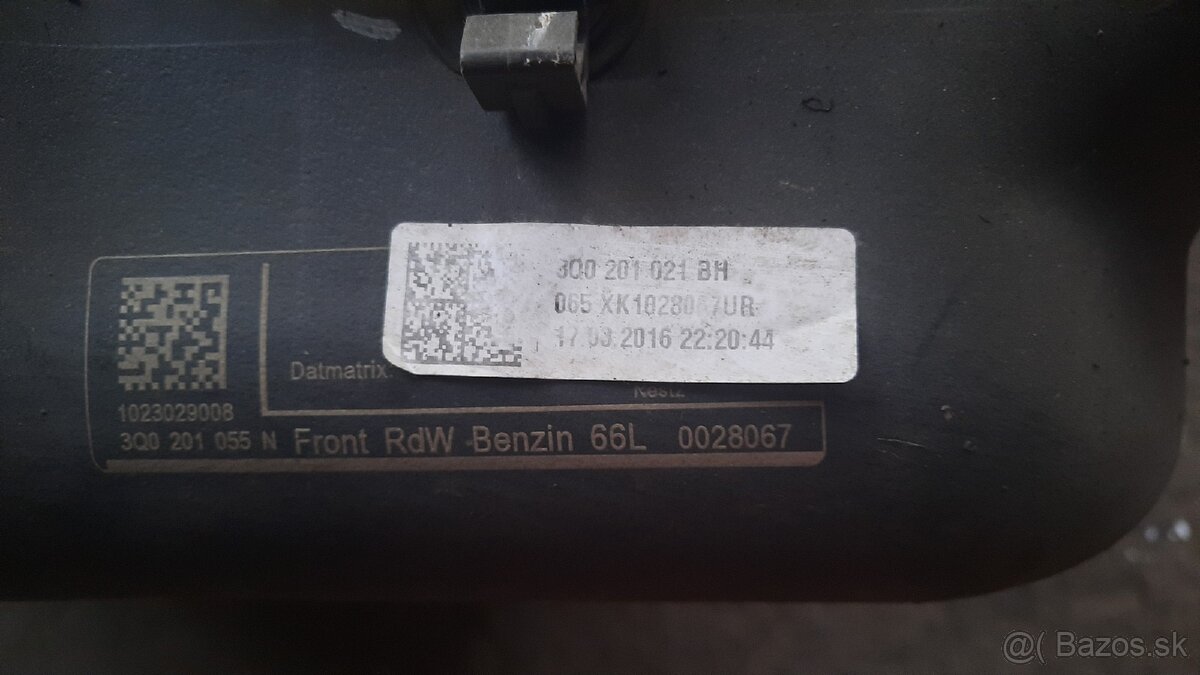 3Q0 201 021 BH
065 XK1028067UR
17.03.2016 22:20:44
Datmatrix:
1023029008
3Q0 201 055 N Front RdW Benzin 66L 0028067
@( Bazos.sk